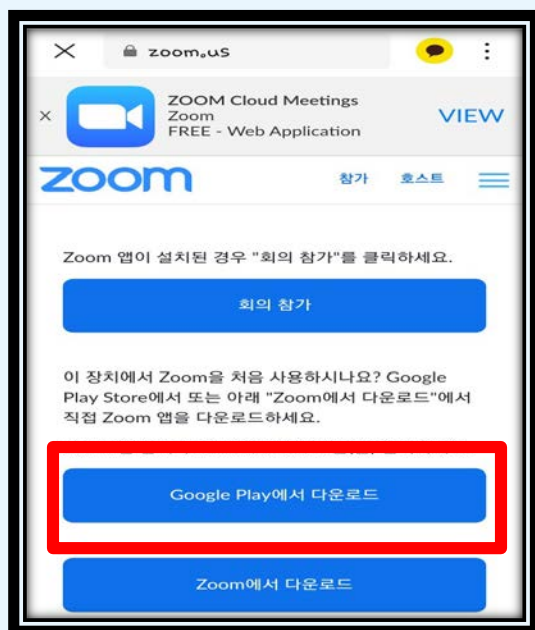 zoom.us
ZOOM Cloud Meetings
Zoom
FREE - Web Application
VIEW
zoom
참가
호스트
Zoom 앱이 설치된 경우 "회의 참가"를 클릭하세요.
회의 참가
이 장치에서 Zoom을 처음 사용하시나요? Google
Play Store에서 또는 아래 "Zoom에서 다운로드"에서
직접 Zoom 앱을 다운로드하세요.
Google Play에서 다운로드
Zoom에서 다운로드